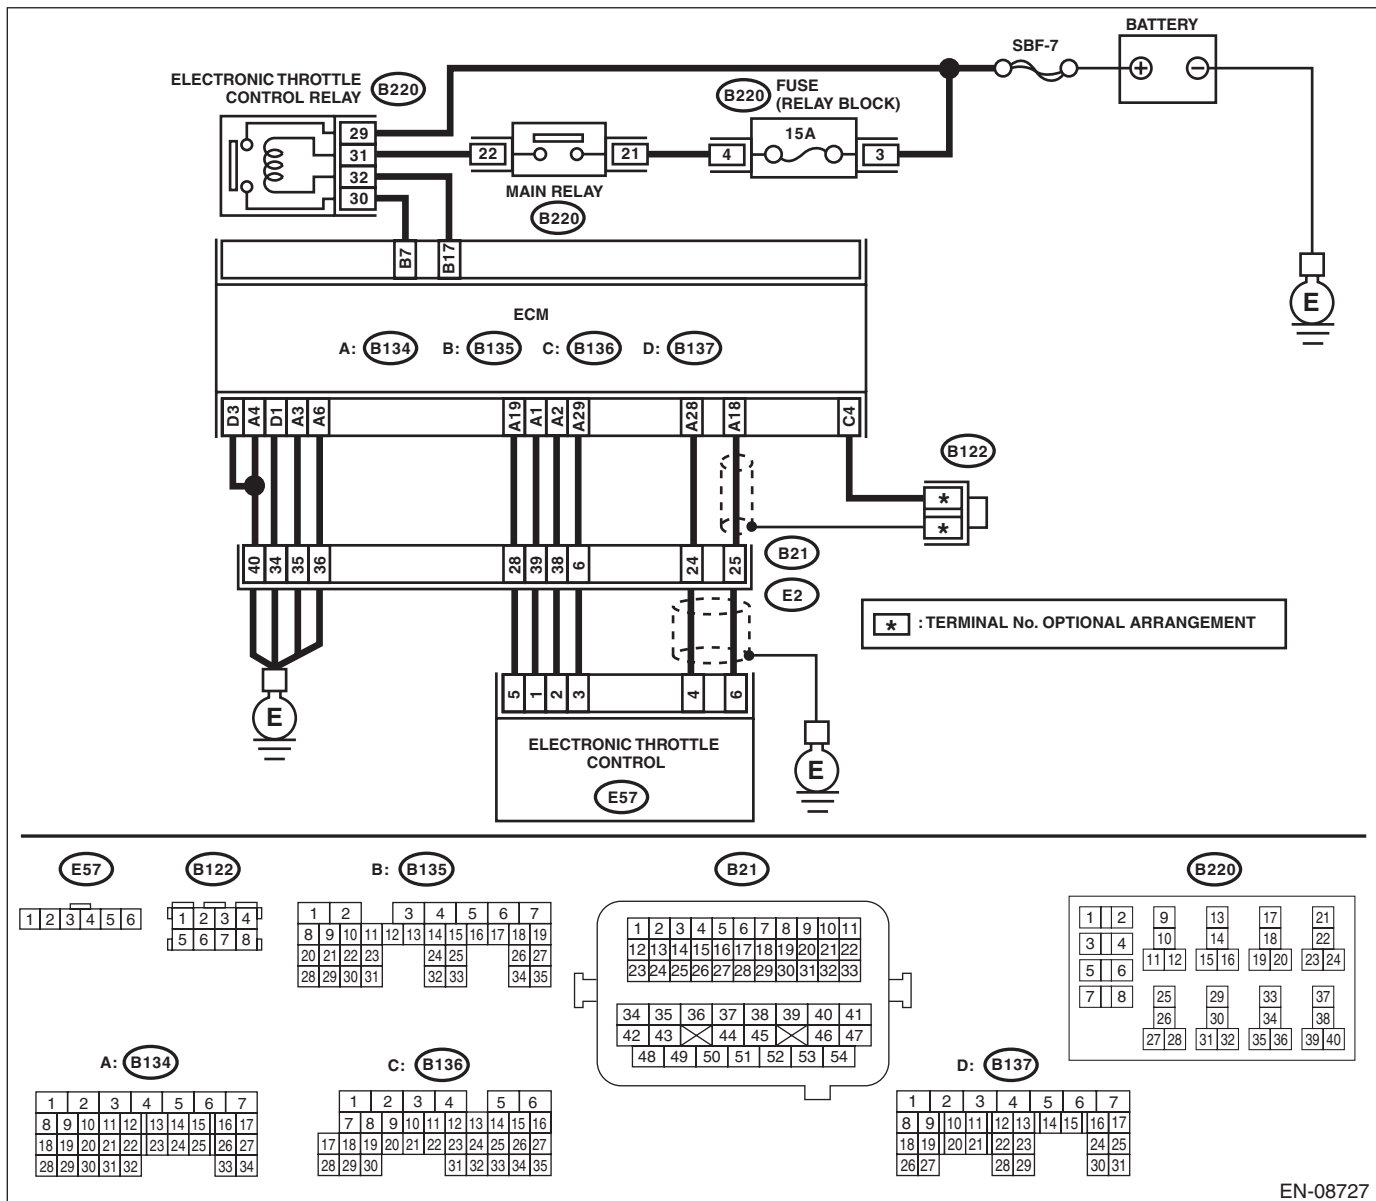 BATTERY
SBF-7
ELECTRONIC THROTTLE
CONTROL RELAY
B220
B220
FUSE
(RELAY BLOCK)
15A
29
31
32
30
22
21
4
3
MAIN RELAY
B220
B7
B17
E
ECM
A: B134 B: B135 C: B136 D: B137
D3 A4 D1 A3 A6 A19 A1 A2 A29 A28 A18 C4
B122
*
*
40 34 35 36 28 39 38 6 24 25
B21
E2
* : TERMINAL No. OPTIONAL ARRANGEMENT
5 1 2 3 4 6
E
ELECTRONIC THROTTLE
CONTROL
E57
E
E57
1 2 3 4 5 6
B122
1 2 3 4
5 6 7 8
B: B135
1 2 3 4 5 6 7
8 9 10 11 12 13 14 15 16 17 18 19
20 21 22 23 24 25 26 27
28 29 30 31 32 33 34 35
B21
1 2 3 4 5 6 7 8 9 10 11
12 13 14 15 16 17 18 19 20 21 22
23 24 25 26 27 28 29 30 31 32 33
34 35 36 37 38 39 40 41
42 43 44 45 46 47
48 49 50 51 52 53 54
B220
1 2 9 13 17 21
3 4 10 14 18 22
5 6 11 12 15 16 19 20 23 24
7 8 25 29 33 37
26 30 34 38
27 28 31 32 35 36 39 40
A: B134
1 2 3 4 5 6 7
8 9 10 11 12 13 14 15 16 17
18 19 20 21 22 23 24 25 26 27
28 29 30 31 32 33 34
C: B136
1 2 3 4 5 6
7 8 9 10 11 12 13 14 15 16
17 18 19 20 21 22 23 24 25 26 27
28 29 30 31 32 33 34 35
D: B137
1 2 3 4 5 6 7
8 9 10 11 12 13 14 15 16 17
18 19 20 21 22 23 24 25
26 27 28 29 30 31
EN-08727